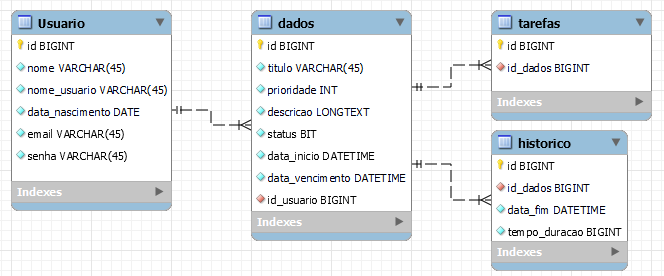 Usuario
id BIGINT
nome VARCHAR(45)
nome_usuario VARCHAR(45)
data_nascimento DATE
email VARCHAR(45)
senha VARCHAR(45)
Indexes
dados
id BIGINT
titulo VARCHAR(45)
prioridade INT
descricao LONGTEXT
status BIT
data_inicio DATETIME
data_vencimento DATETIME
id_usuario BIGINT
Indexes
tarefas
id BIGINT
id_dados BIGINT
Indexes
historico
id BIGINT
id_dados BIGINT
data_fim DATETIME
tempo_duracao BIGINT
Indexes